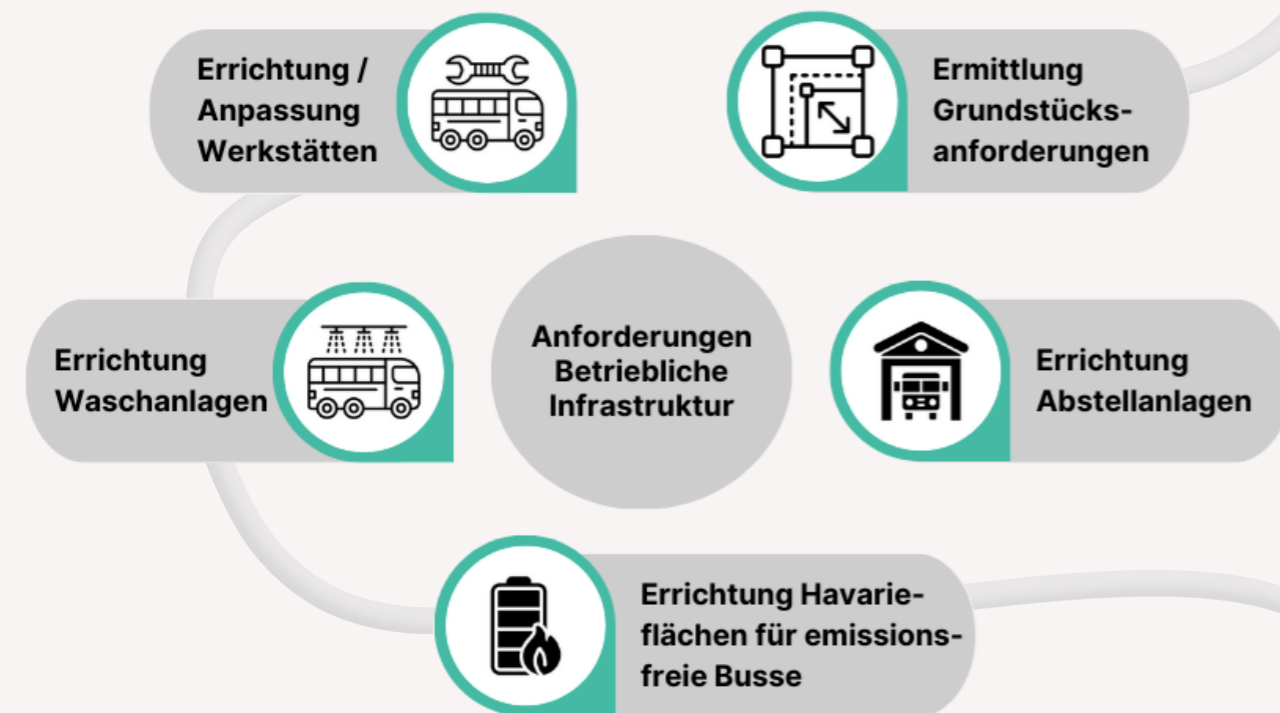 Errichtung /
Anpassung
Werkstätten
Ermittlung
Grundstücks-
anforderungen
Anforderungen
Betriebliche
Infrastruktur
Errichtung
Waschanlagen
Errichtung
Abstellanlagen
Errichtung Havarie-
flächen für emissions-
freie Busse